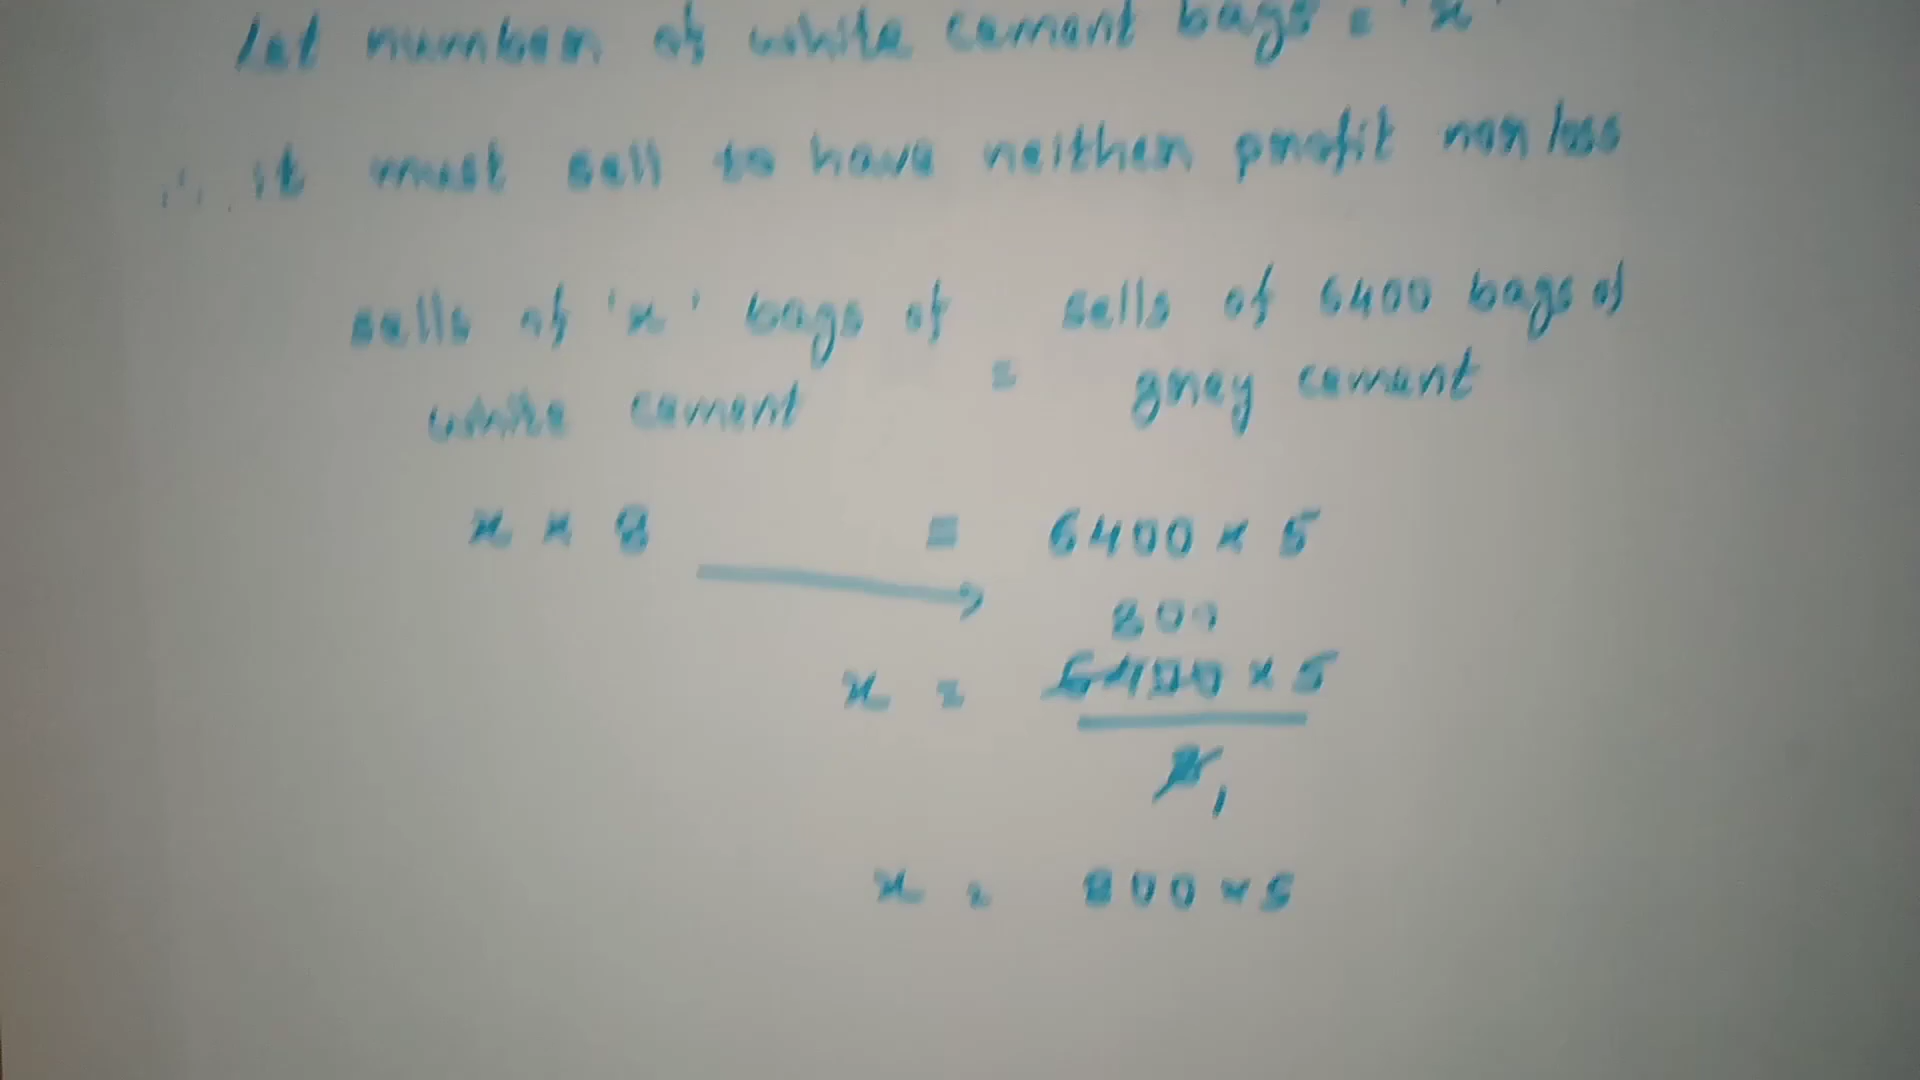 Let number of white cement bags = 'x'
∴ it must sell to have neither profit nor loss
sells of 'x' bags of = sells of 6400 bags of
white cement grey cement
x × 8 = 6400 × 5
800
x = 6400 × 5
8 1
x = 800 × 5